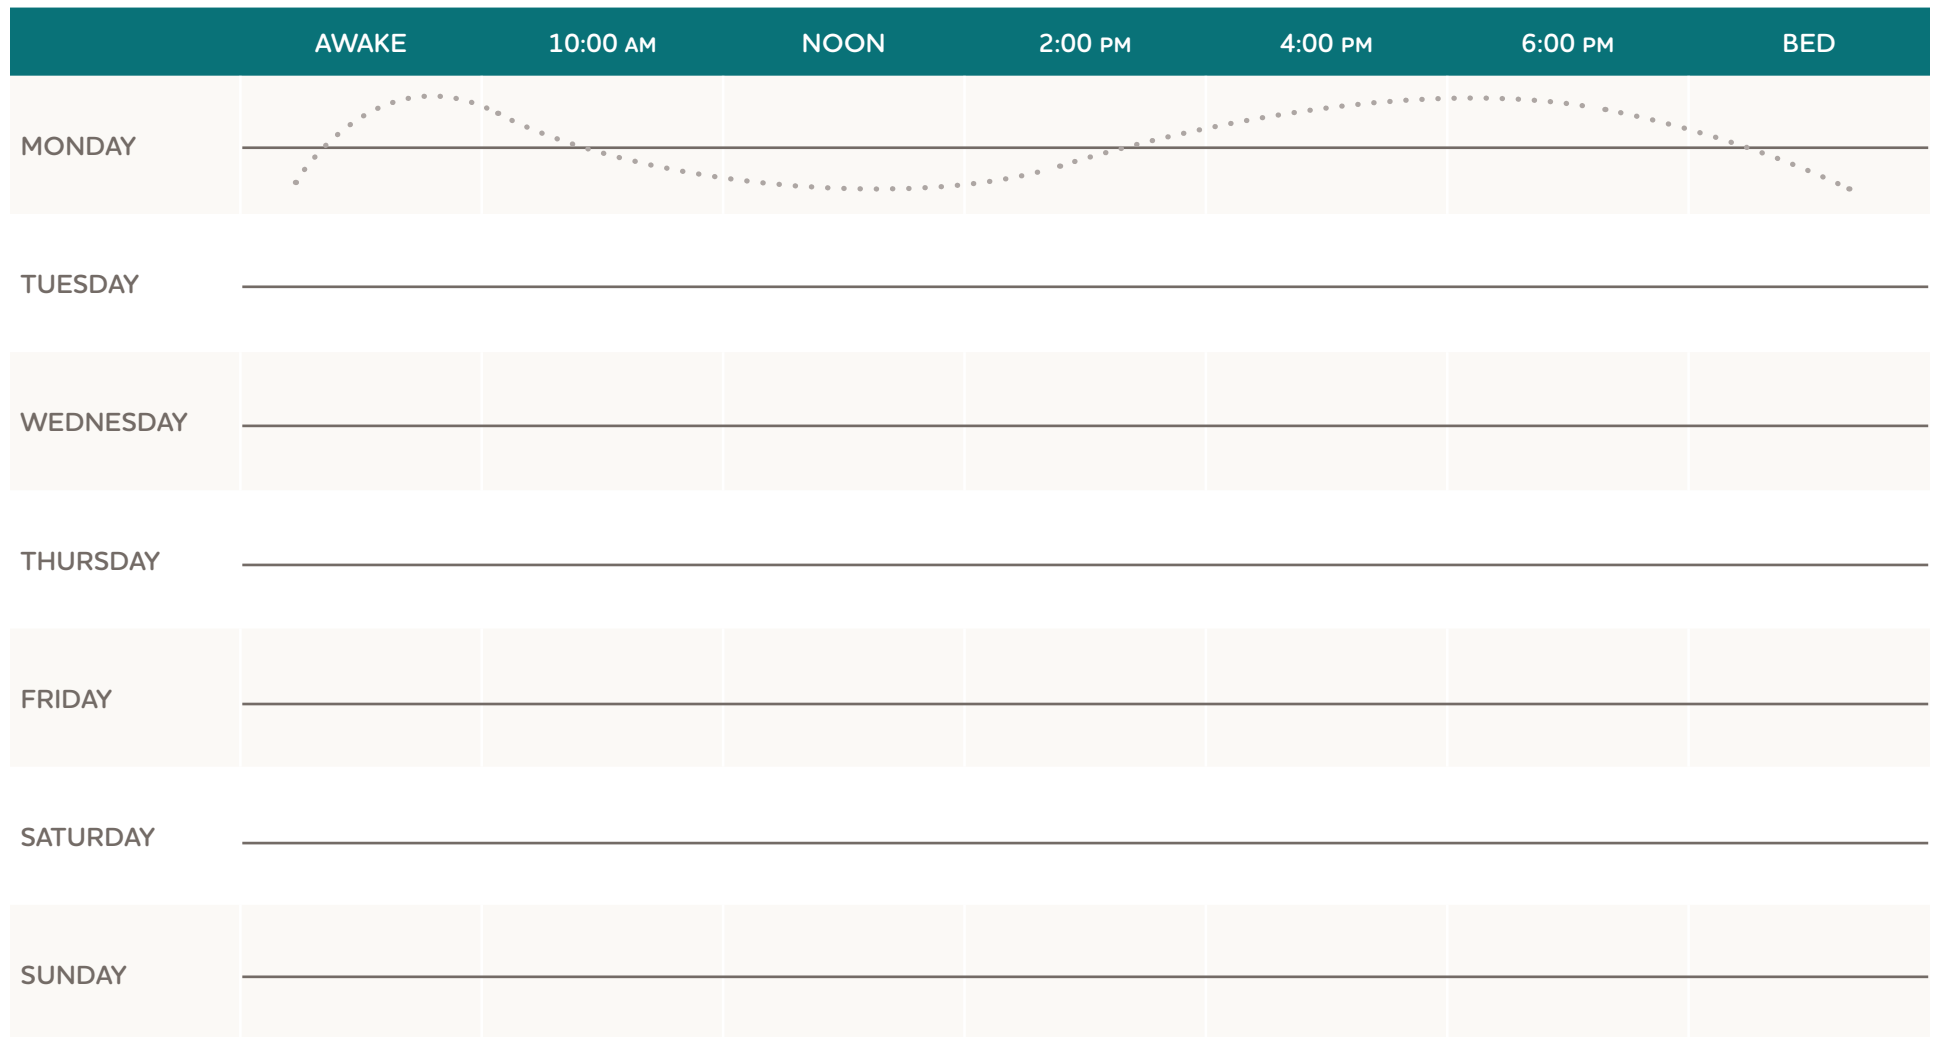 AWAKE 10:00 AM NOON 2:00 PM 4:00 PM 6:00 PM BED
MONDAY
TUESDAY
WEDNESDAY
THURSDAY
FRIDAY
SATURDAY
SUNDAY